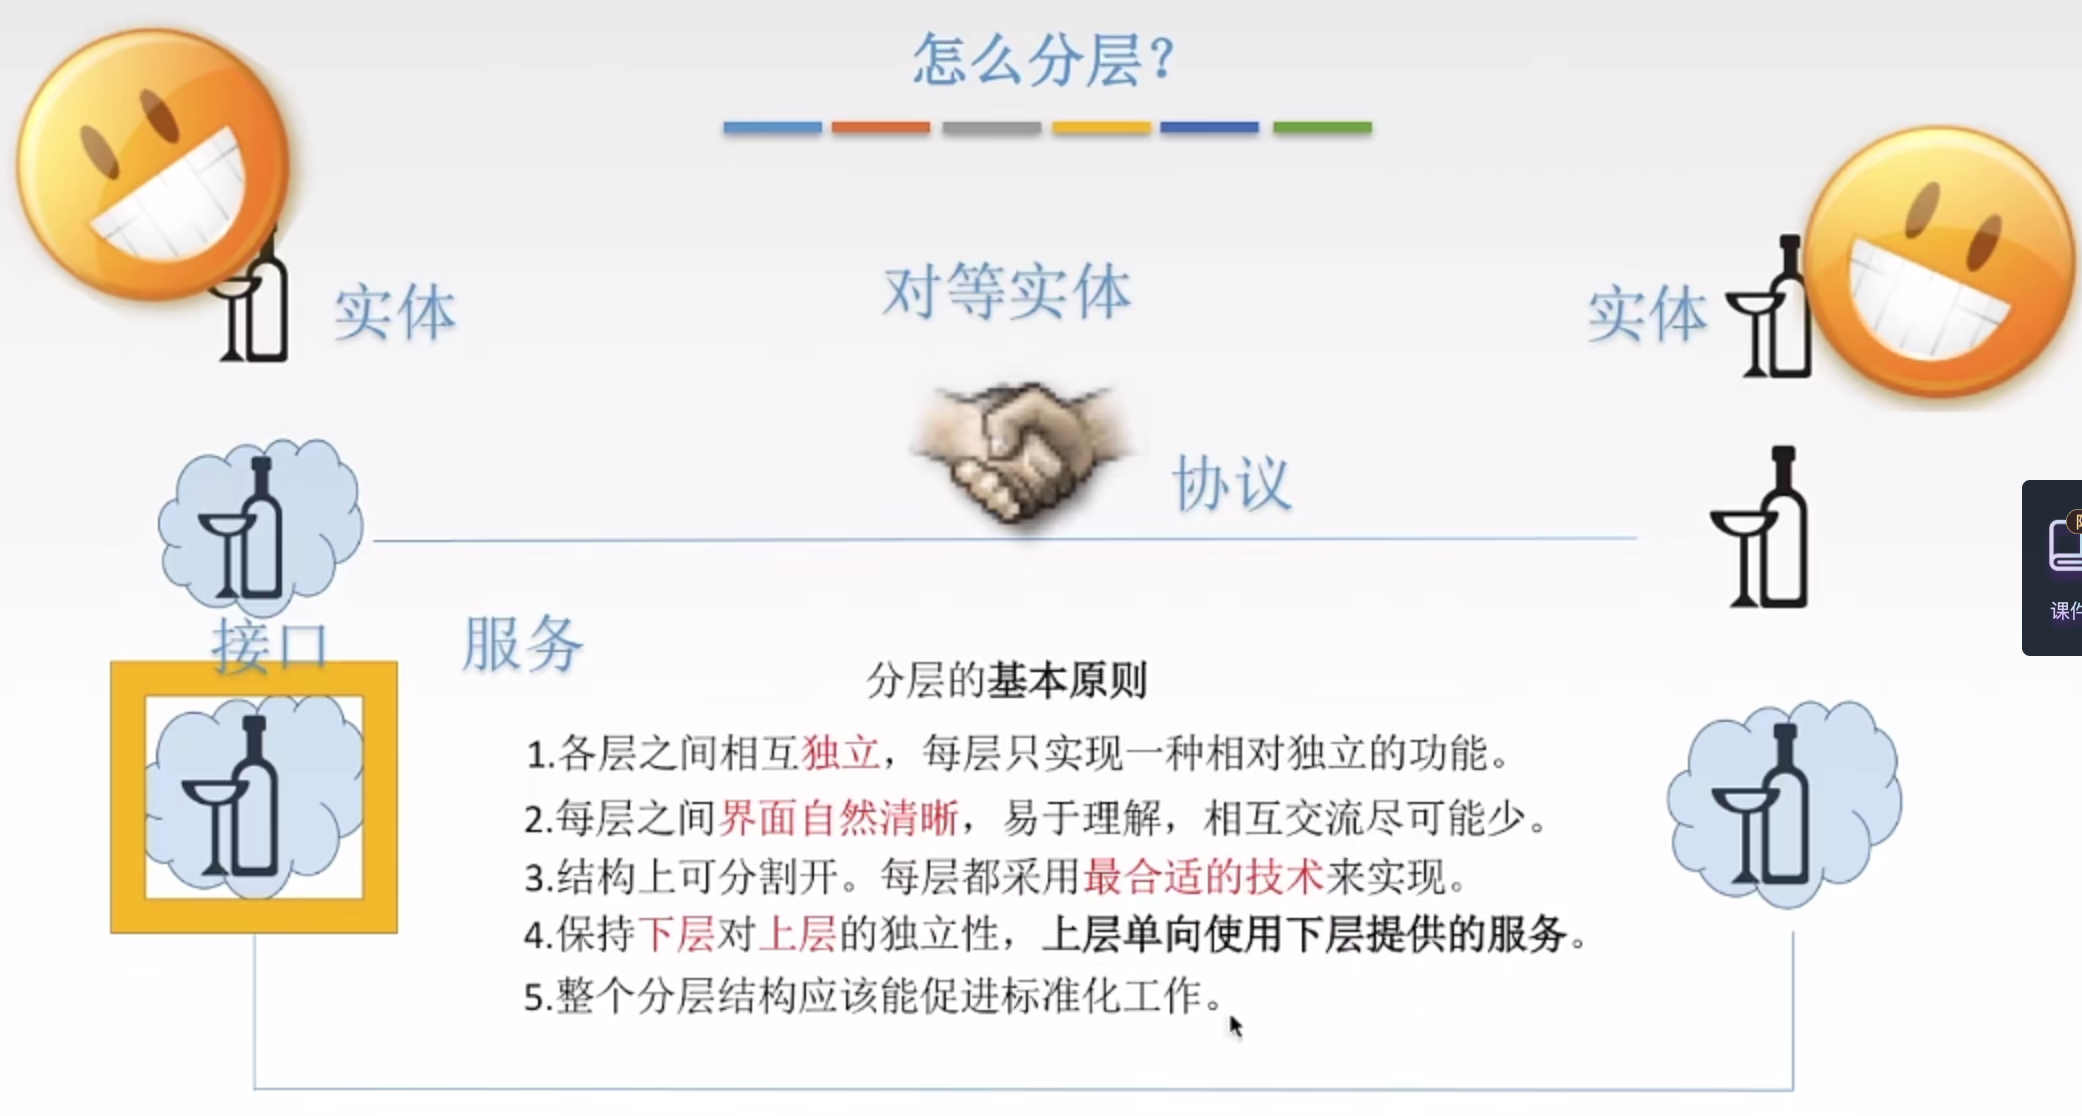 怎么分层？
对等实体
实体
实体
协议
接口
服务
分层的基本原则
1.各层之间相互独立，每层只实现一种相对独立的功能。
2.每层之间界面自然清晰，易于理解，相互交流尽可能少。
3.结构上可分割开。每层都采用最合适的技术来实现。
4.保持下层对上层的独立性，上层单向使用下层提供的服务。
5.整个分层结构应该能促进标准化工作。
课件